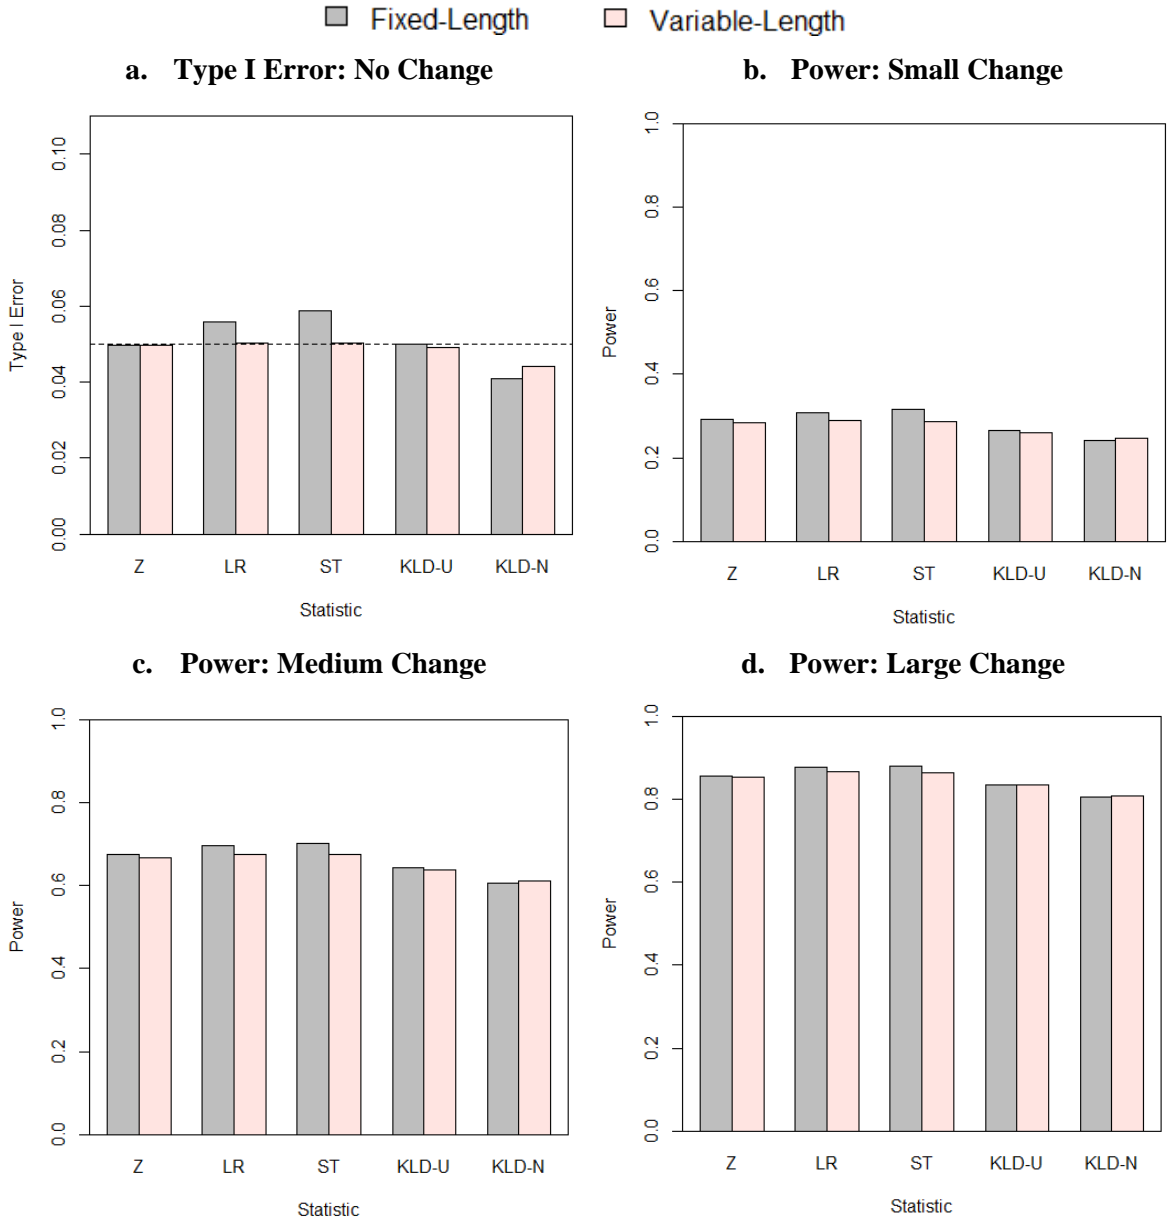 Fixed-Length Variable-Length
a. Type I Error: No Change
0.10
0.08
0.06
0.04
0.02
0.00
Type I Error
Z LR ST KLD-U KLD-N
Statistic
b. Power: Small Change
1.0
0.8
0.6
0.4
0.2
0.0
Power
Z LR ST KLD-U KLD-N
Statistic
c. Power: Medium Change
1.0
0.8
0.6
0.4
0.2
0.0
Power
Z LR ST KLD-U KLD-N
Statistic
d. Power: Large Change
1.0
0.8
0.6
0.4
0.2
0.0
Power
Z LR ST KLD-U KLD-N
Statistic